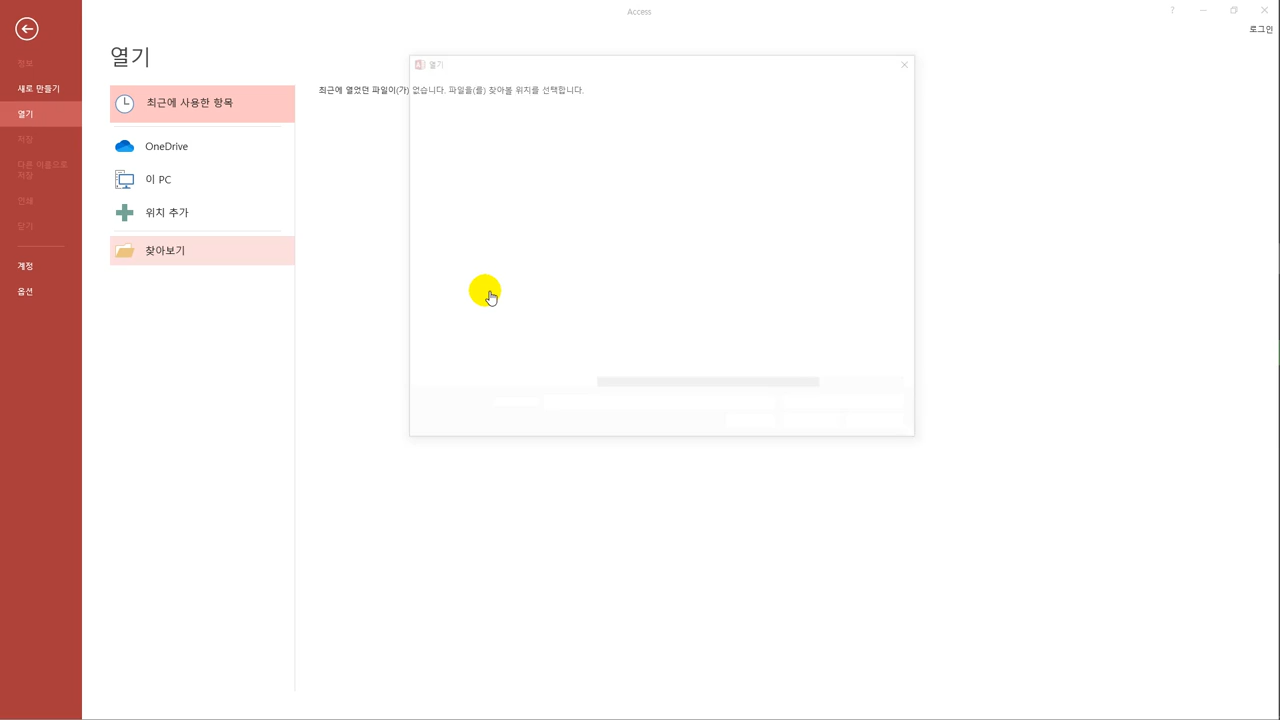 Access
?
로그인
정보
새로 만들기
열기
저장
다른 이름으로
저장
인쇄
닫기
계정
옵션
열기
최근에 사용한 항목
OneDrive
이 PC
위치 추가
찾아보기
열기
최근에 열었던 파일이(가) 없습니다. 파일을(를) 찾아볼 위치를 선택합니다.